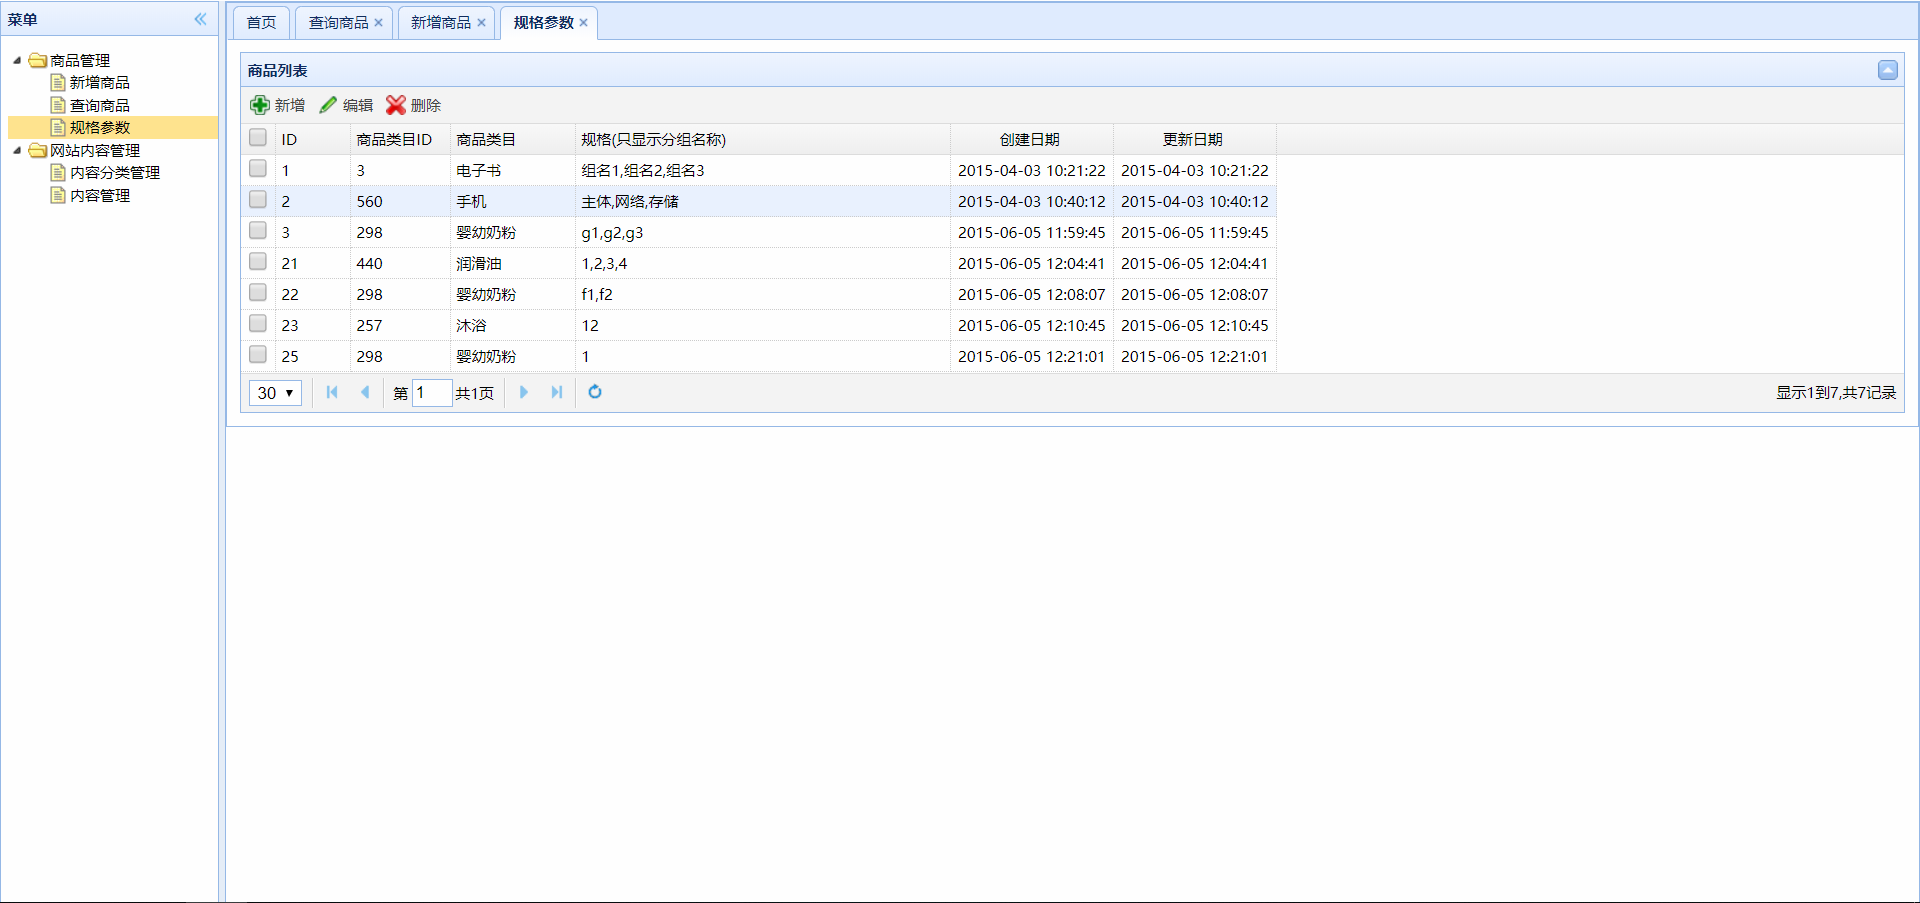 菜单
商品管理
新增商品
查询商品
规格参数
网站内容管理
内容分类管理
内容管理
首页 查询商品 新增商品 规格参数
商品列表
新增 编辑 删除
ID 商品类目ID 商品类目 规格(只显示分组名称) 创建日期 更新日期
1 3 电子书 组名1,组名2,组名3 2015-04-03 10:21:22 2015-04-03 10:21:22
2 560 手机 主体,网络,存储 2015-04-03 10:40:12 2015-04-03 10:40:12
3 298 婴幼奶粉 g1,g2,g3 2015-06-05 11:59:45 2015-06-05 11:59:45
21 440 润滑油 1,2,3,4 2015-06-05 12:04:41 2015-06-05 12:04:41
22 298 婴幼奶粉 f1,f2 2015-06-05 12:08:07 2015-06-05 12:08:07
23 257 沐浴 12 2015-06-05 12:10:45 2015-06-05 12:10:45
25 298 婴幼奶粉 1 2015-06-05 12:21:01 2015-06-05 12:21:01
30 第 1 共1页 显示1到7,共7记录